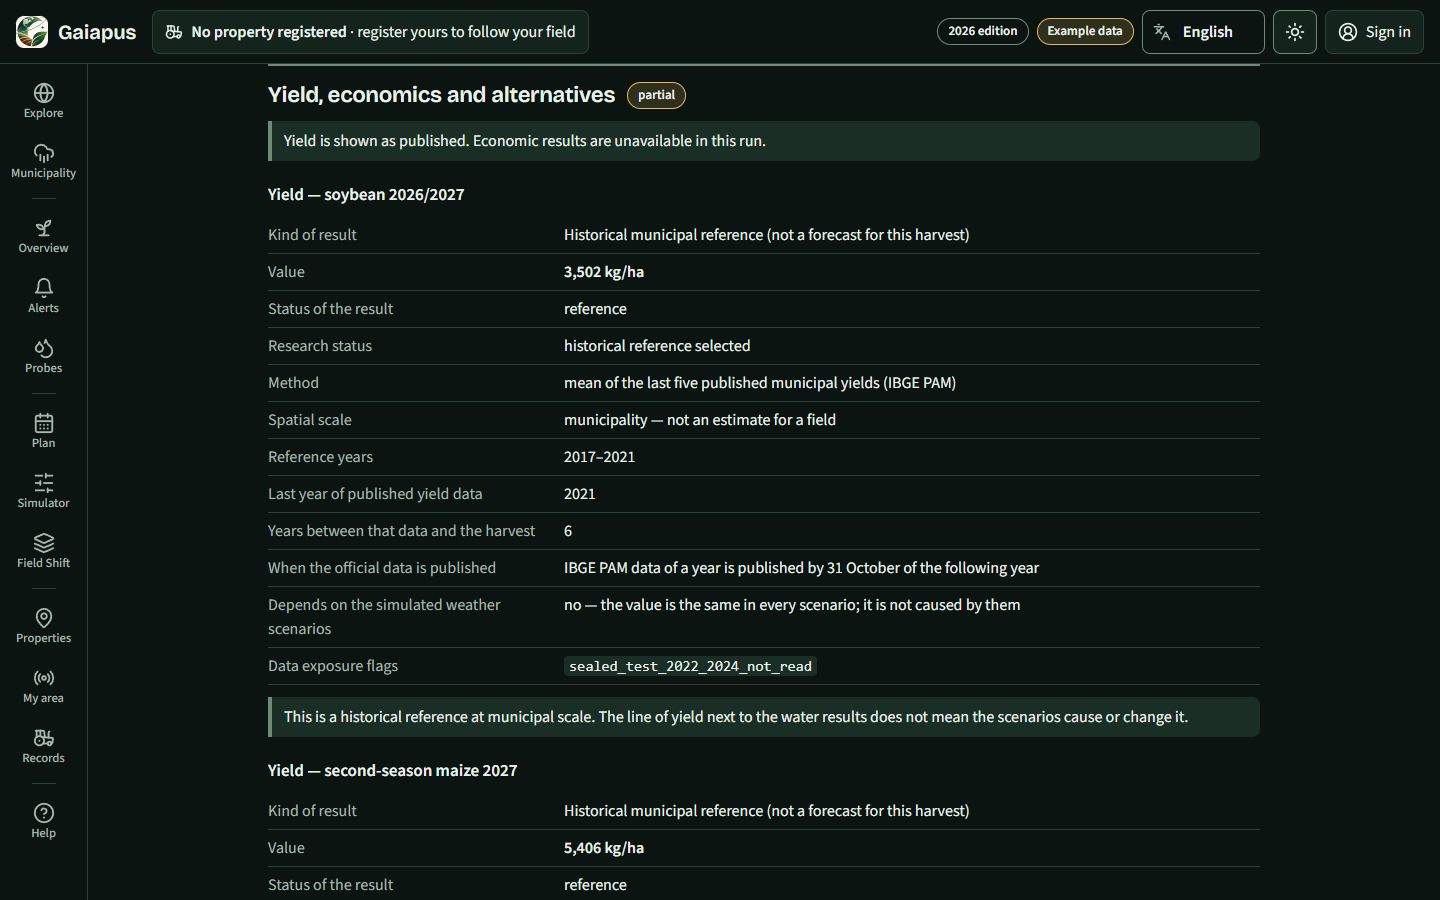 Gaiapus
No property registered · register yours to follow your field
2026 edition
Example data
English
Sign in
Explore
Municipality
Overview
Alerts
Probes
Plan
Simulator
Field Shift
Properties
My area
Records
Help
Yield, economics and alternatives
partial
Yield is shown as published. Economic results are unavailable in this run.
Yield — soybean 2026/2027
Kind of result Historical municipal reference (not a forecast for this harvest)
Value 3,502 kg/ha
Status of the result reference
Research status historical reference selected
Method mean of the last five published municipal yields (IBGE PAM)
Spatial scale municipality — not an estimate for a field
Reference years 2017–2021
Last year of published yield data 2021
Years between that data and the harvest 6
When the official data is published IBGE PAM data of a year is published by 31 October of the following year
Depends on the simulated weather no — the value is the same in every scenario; it is not caused by them
scenarios
Data exposure flags sealed_test_2022_2024_not_read
This is a historical reference at municipal scale. The line of yield next to the water results does not mean the scenarios cause or change it.
Yield — second-season maize 2027
Kind of result Historical municipal reference (not a forecast for this harvest)
Value 5,406 kg/ha
Status of the result reference